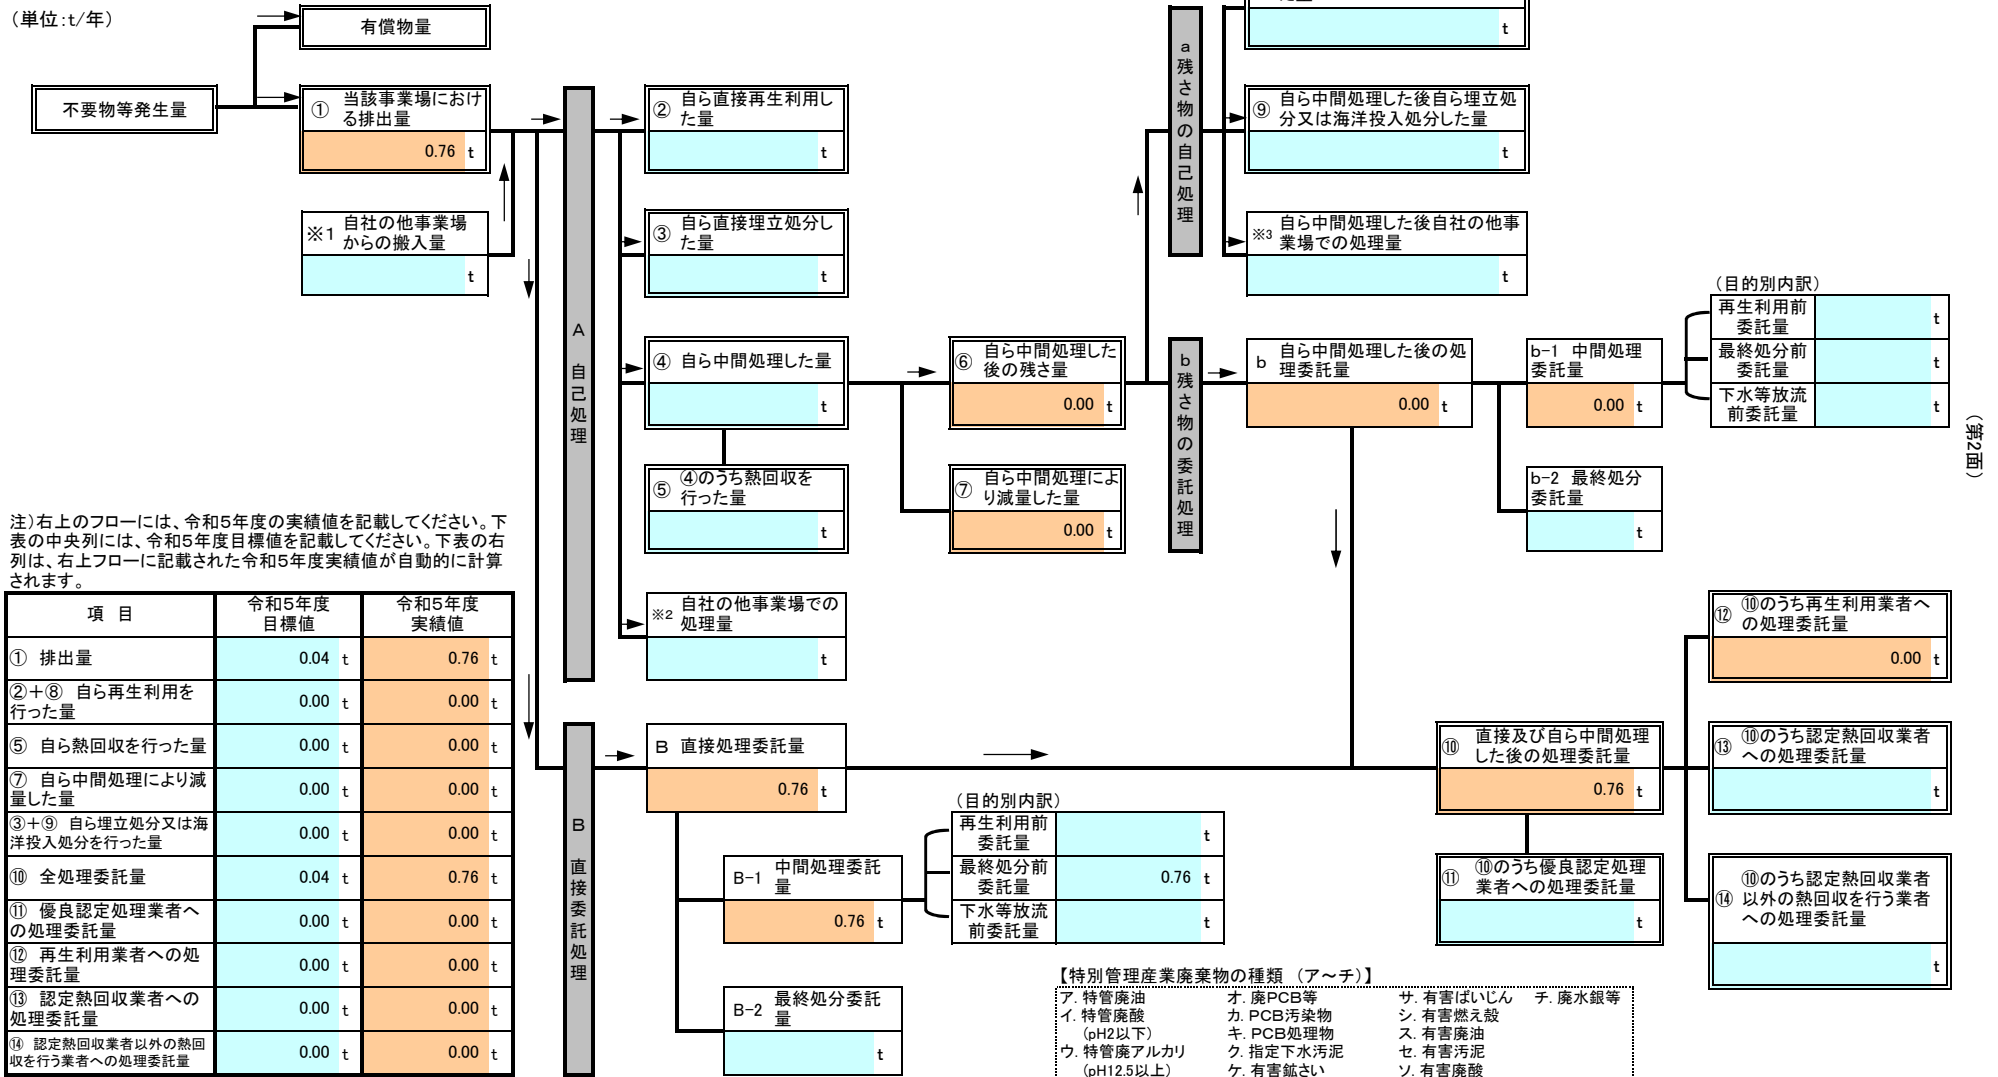 (単位:t/年)
有償物量
不要物等発生量
① 当該事業場におけ
る排出量
0.76 t
※1 自社の他事業場
からの搬入量
t
A 自己処理
② 自ら直接再生利用し
た量
t
③ 自ら直接埋立処分し
た量
t
④ 自ら中間処理した量
t
⑤ ④のうち熱回収を
行った量
t
※2 自社の他事業場での
処理量
t
⑥ 自ら中間処理した
後の残さ量
0.00 t
⑦ 自ら中間処理によ
り減量した量
0.00 t
a残さ物の自己処理
t
⑨ 自ら中間処理した後自ら埋立処
分又は海洋投入処分した量
t
※3 自ら中間処理した後自社の他事
業場での処理量
t
b残さ物の委託処理
b 自ら中間処理した後の処
理委託量
0.00 t
b-1 中間処理
委託量
0.00 t
(目的別内訳)
再生利用前
委託量 t
最終処分前
委託量 t
下水等放流
前委託量 t
b-2 最終処分
委託量
t
(第2面)
注)右上のフローには、令和5年度の実績値を記載してください。下
表の中央列には、令和5年度目標値を記載してください。下表の右
列は、右上フローに記載された令和5年度実績値が自動的に計算
されます。
項 目 令和5年度 令和5年度
目標値 実績値
① 排出量 0.04 t 0.76 t
②+⑧ 自ら再生利用を
行った量 0.00 t 0.00 t
⑤ 自ら熱回収を行った量 0.00 t 0.00 t
⑦ 自ら中間処理により減
量した量 0.00 t 0.00 t
③+⑨ 自ら埋立処分又は海
洋投入処分を行った量 0.00 t 0.00 t
⑩ 全処理委託量 0.04 t 0.76 t
⑪ 優良認定処理業者へ
の処理委託量 0.00 t 0.00 t
⑫ 再生利用業者への処
理委託量 0.00 t 0.00 t
⑬ 認定熱回収業者への
処理委託量 0.00 t 0.00 t
⑭ 認定熱回収業者以外の熱回
収を行う業者への処理委託量 0.00 t 0.00 t
B 直接委託処理
B 直接処理委託量
0.76 t
B-1 中間処理委託
量
0.76 t
(目的別内訳)
再生利用前
委託量 t
最終処分前
委託量 0.76 t
下水等放流
前委託量 t
B-2 最終処分委託
量
t
⑩ 直接及び自ら中間処理
した後の処理委託量
0.76 t
⑪ ⑩のうち優良認定処理
業者への処理委託量
t
⑫ ⑩のうち再生利用業者へ
の処理委託量
0.00 t
⑬ ⑩のうち認定熱回収業者
への処理委託量
t
⑭ ⑩のうち認定熱回収業者
以外の熱回収を行う業者
への処理委託量
t
【特別管理産業廃棄物の種類 (ア~チ)】
ア. 特管廃油 オ. 廃PCB等 サ. 有害ばいじん チ. 廃水銀等
イ. 特管廃酸 カ. PCB汚染物 シ. 有害燃え殻
(pH2以下) キ. PCB処理物 ス. 有害廃油
ウ. 特管廃アルカリ ク. 指定下水汚泥 セ. 有害汚泥
(pH12.5以上) ケ. 有害鉱さい ソ. 有害廃酸